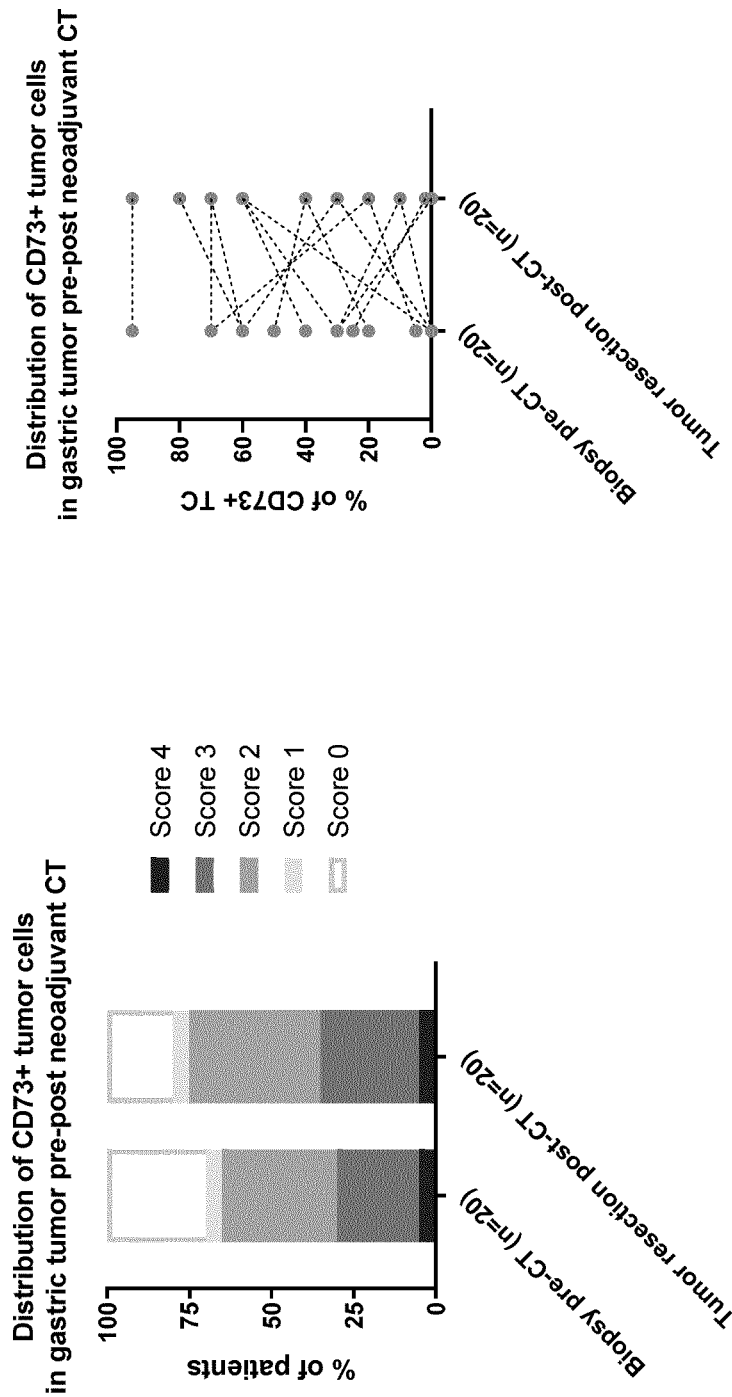 Distribution of CD73+ tumor cells
in gastric tumor pre-post neoadjuvant CT
% of patients
100
75
50
25
0
Biopsy pre-CT (n=20)
Tumor resection post-CT (n=20)
Score 4
Score 3
Score 2
Score 1
Score 0
Distribution of CD73+ tumor cells
in gastric tumor pre-post neoadjuvant CT
% of CD73+ TC
100
80
60
40
20
0
Biopsy pre-CT (n=20)
Tumor resection post-CT (n=20)